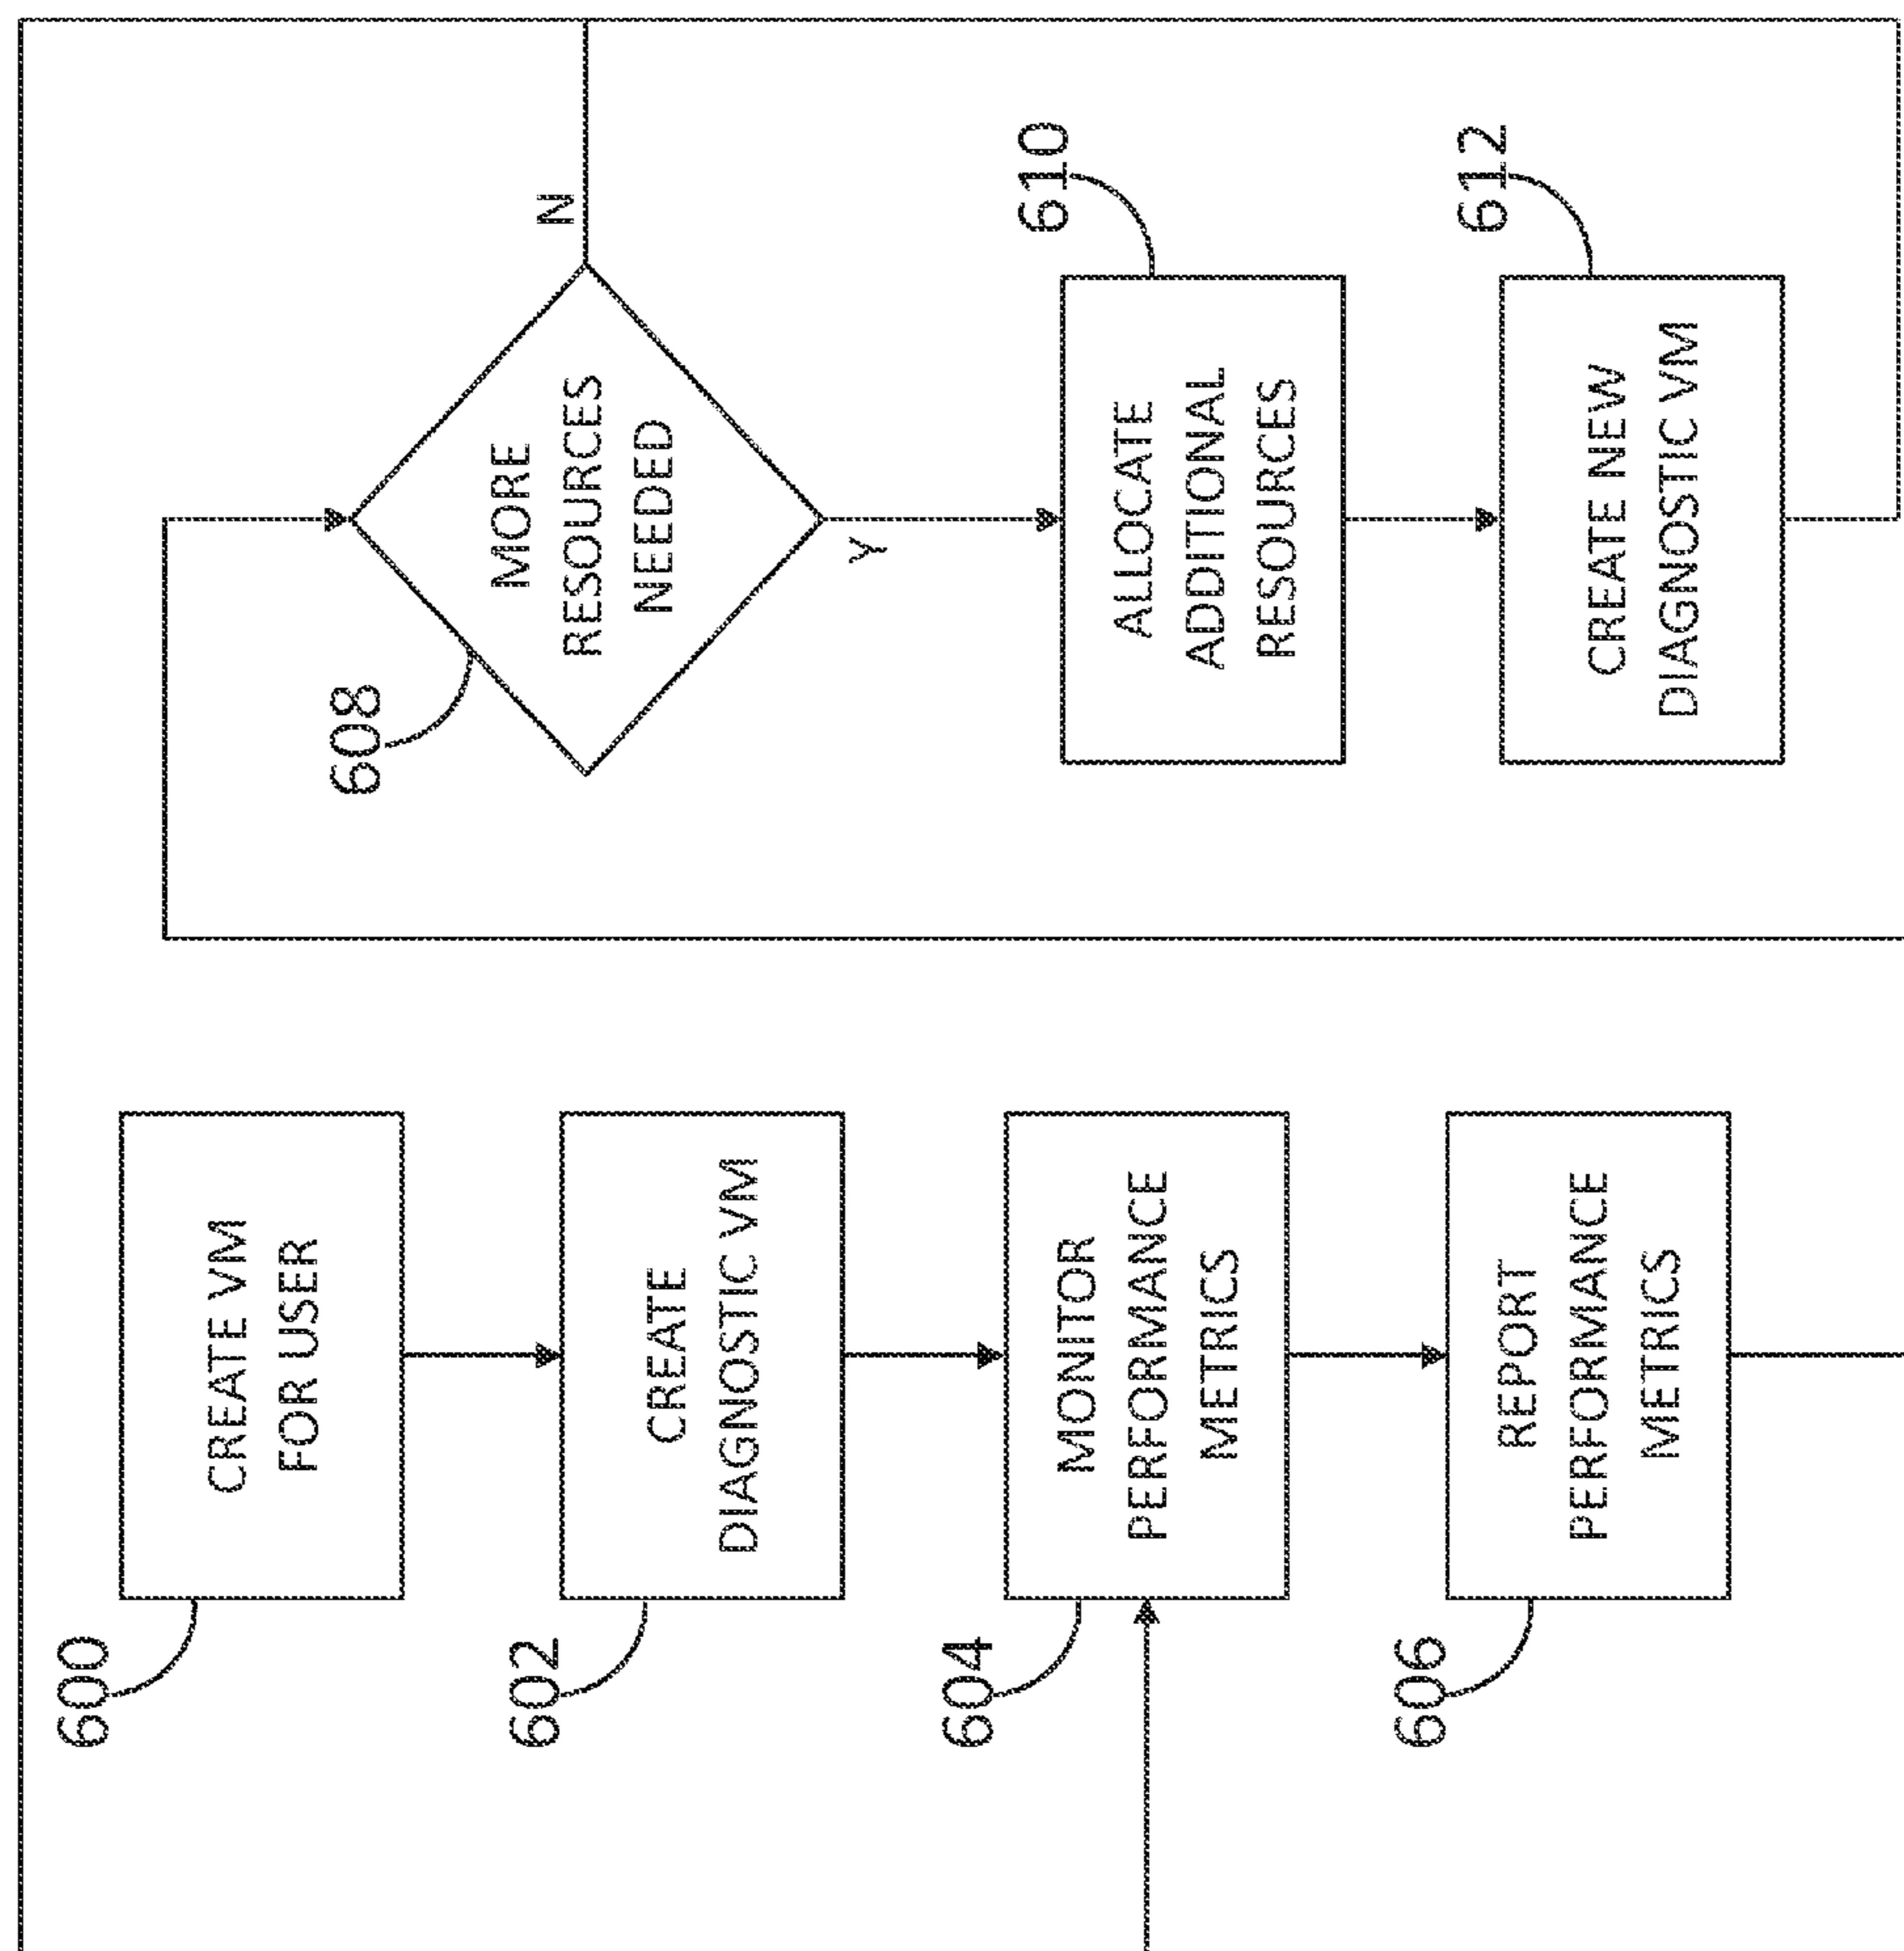 600
CREATE VM
FOR USER
602
CREATE
DIAGNOSTIC VM
604
MONITOR
PERFORMANCE
METRICS
606
REPORT
PERFORMANCE
METRICS
608
MORE
RESOURCES
NEEDED
N
Y
610
ALLOCATE
ADDITIONAL
RESOURCES
612
CREATE NEW
DIAGNOSTIC VM